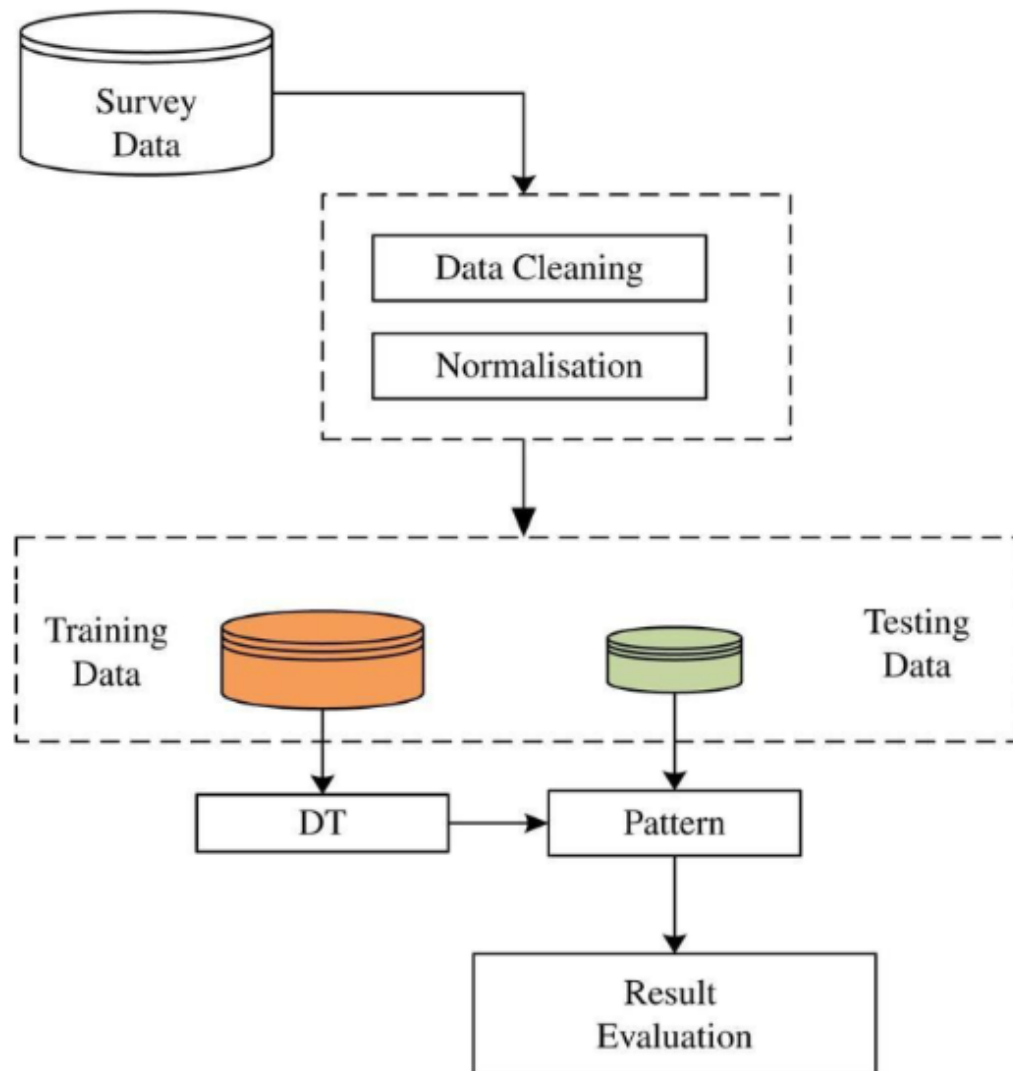 Survey
Data
Data Cleaning
Normalisation
Training
Data
Testing
Data
DT
Pattern
Result
Evaluation